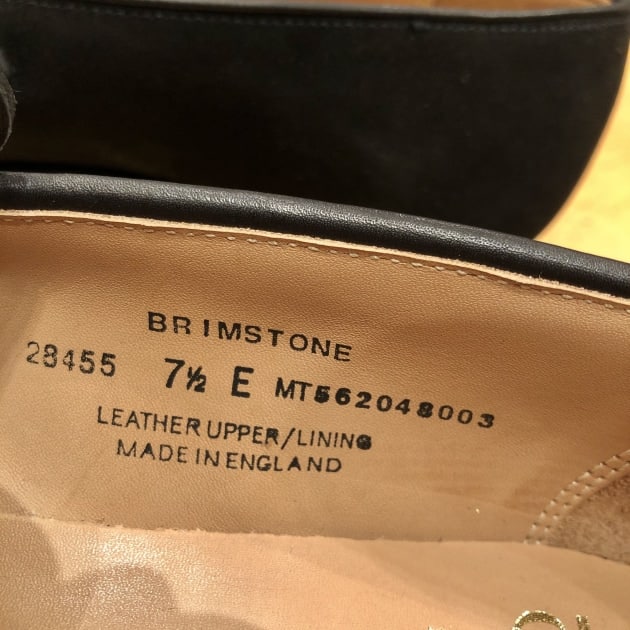 BRIMSTONE
28455 7½ E MT562048003
LEATHER UPPER/LINING
MADE IN ENGLAND